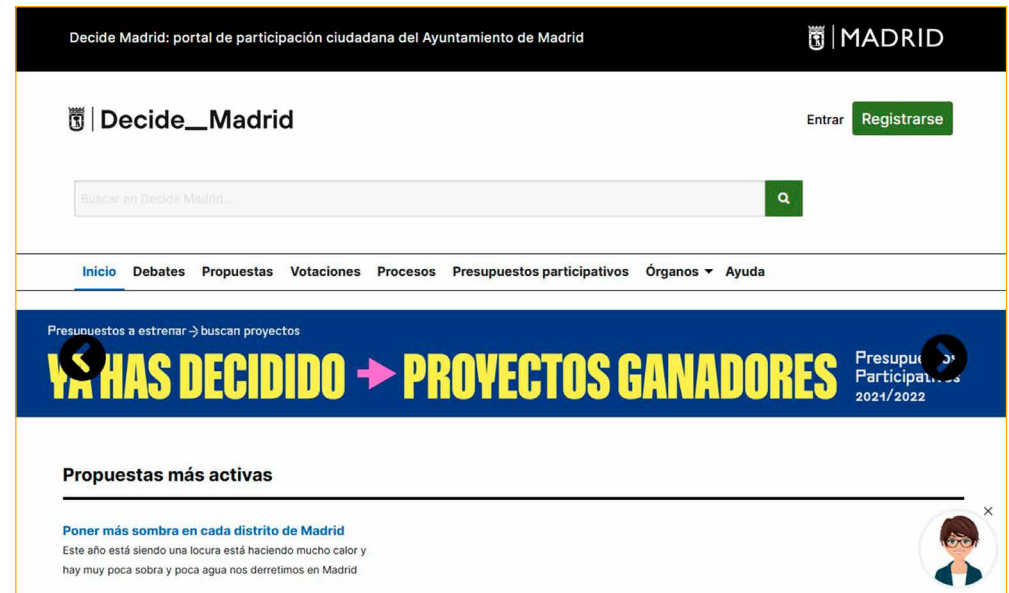 Decide Madrid: portal de participación ciudadana del Ayuntamiento de Madrid
MADRID
Decide_Madrid
Entrar
Registrarse
Buscar en Decide Madrid...
Inicio Debates Propuestas Votaciones Procesos Presupuestos participativos Órganos Ayuda
Presupuestos a estrenar → buscan proyectos
YA HAS DECIDIDO → PROYECTOS GANADORES
Presupuestos
Participativos
2021/2022
Propuestas más activas
Poner más sombra en cada distrito de Madrid
Este año está siendo una locura está haciendo mucho calor y
hay muy poca sobra y poca agua nos derretimos en Madrid